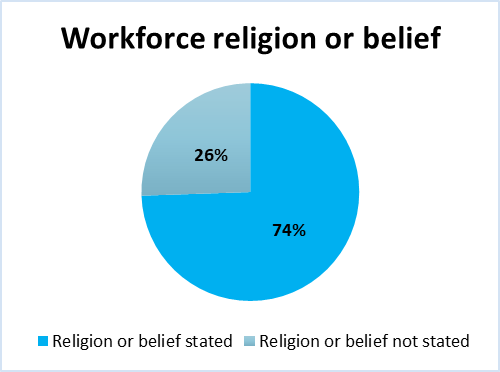 Workforce religion or belief
26%
74%
Religion or belief stated Religion or belief not stated